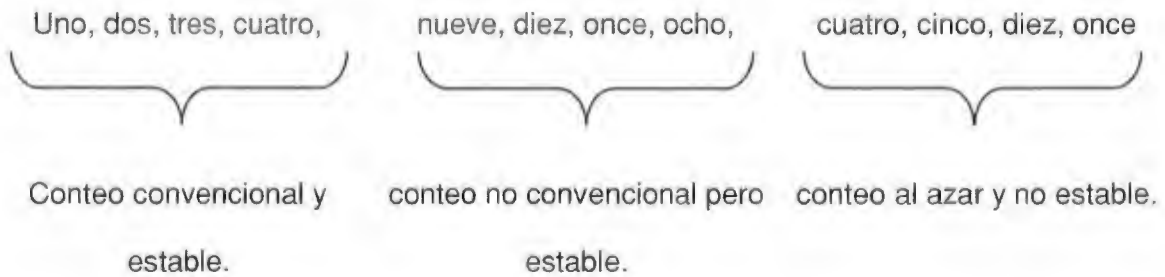 Uno, dos, tres, cuatro, nueve, diez, once, ocho, cuatro, cinco, diez, once
Conteo convencional y conteo no convencional pero conteo al azar y no estable.
estable. estable.